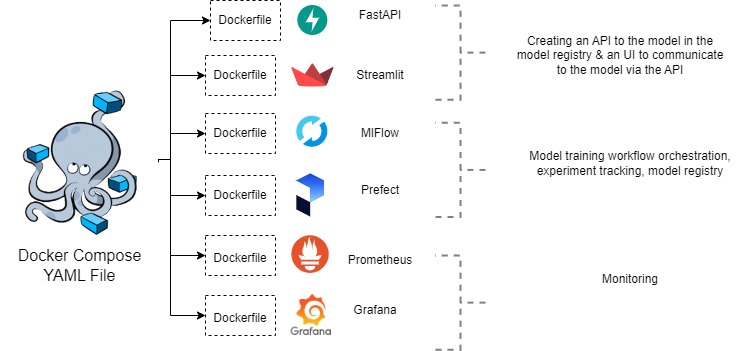 Dockerfile
FastAPI
Dockerfile
Streamlit
Creating an API to the model in the
model registry & an UI to communicate
to the model via the API
Dockerfile
MlFlow
Dockerfile
Prefect
Model training workflow orchestration,
experiment tracking, model registry
Docker Compose
YAML File
Dockerfile
Prometheus
Dockerfile
Grafana
Grafana
Monitoring